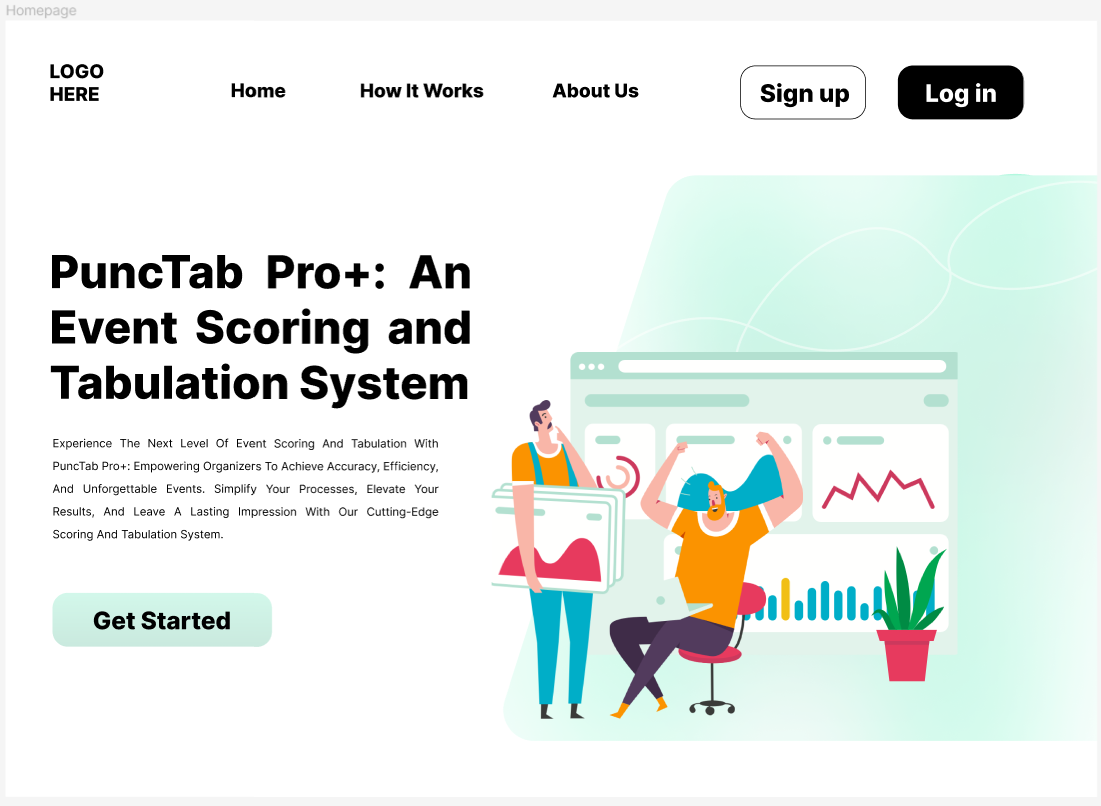 Homepage
LOGO
HERE
Home
How It Works
About Us
Sign up
Log in
PuncTab Pro+: An
Event Scoring and
Tabulation System
Experience The Next Level Of Event Scoring And Tabulation With
PuncTab Pro+: Empowering Organizers To Achieve Accuracy, Efficiency,
And Unforgettable Events. Simplify Your Processes, Elevate Your
Results, And Leave A Lasting Impression With Our Cutting-Edge
Scoring And Tabulation System.
Get Started